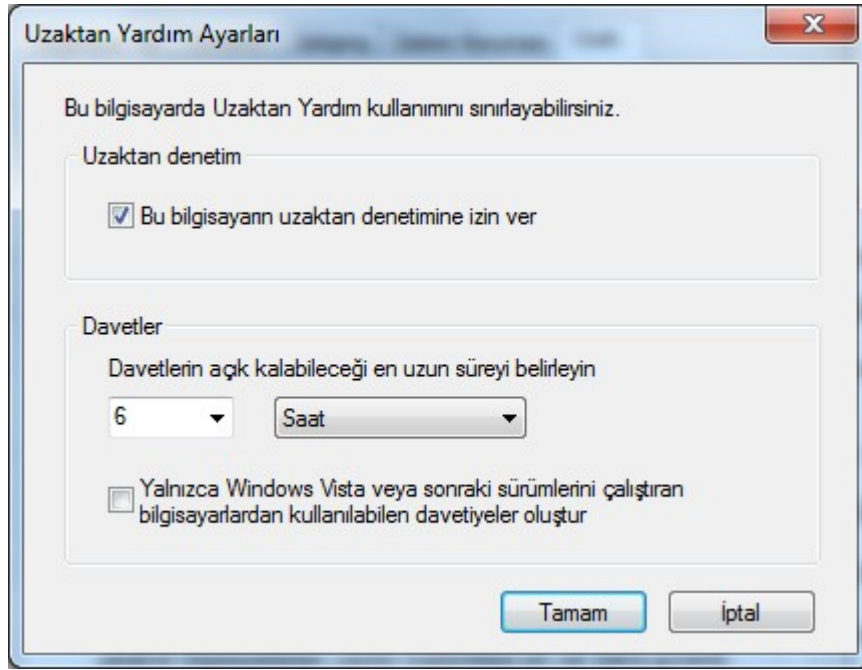 Uzaktan Yardım Ayarları
Bu bilgisayarda Uzaktan Yardım kullanımını sınırlayabilirsiniz.
Uzaktan denetim
Bu bilgisayarın uzaktan denetimine izin ver
Davetler
Davetlerin açık kalabileceği en uzun süreyi belirleyin
6 Saat
Yalnızca Windows Vista veya sonraki sürümlerini çalıştıran
bilgisayarlardan kullanılabilen davetiyeler oluştur
Tamam İptal